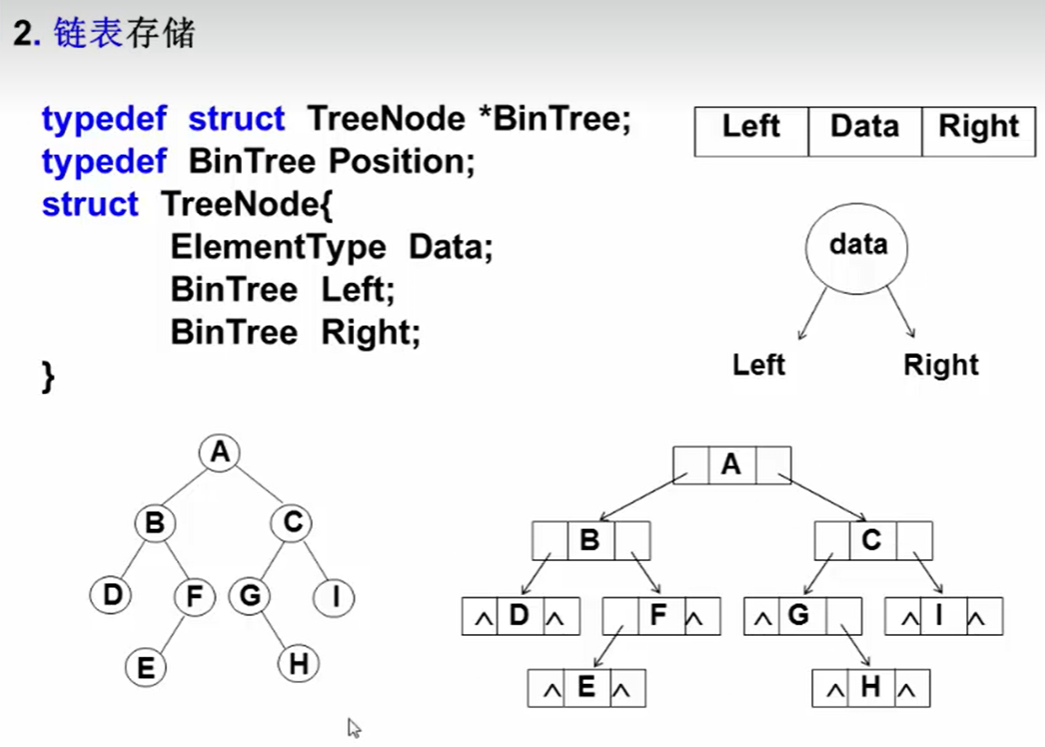 2. 链表存储
typedef struct TreeNode *BinTree;
typedef BinTree Position;
struct TreeNode{
ElementType Data;
BinTree Left;
BinTree Right;
}
Left Data Right
data
Left Right
A
B C
D F G I
E H
A
B C
^ D ^ F ^ ^ G ^ I ^
^ E ^ ^ H ^